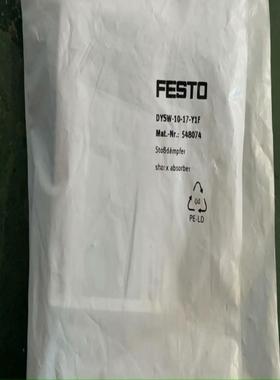 FESTO
DYSW-10-17-Y1F
Mat.-Nr.: 548074
Stoßdämpfer
shock absorber
04
PE-LD